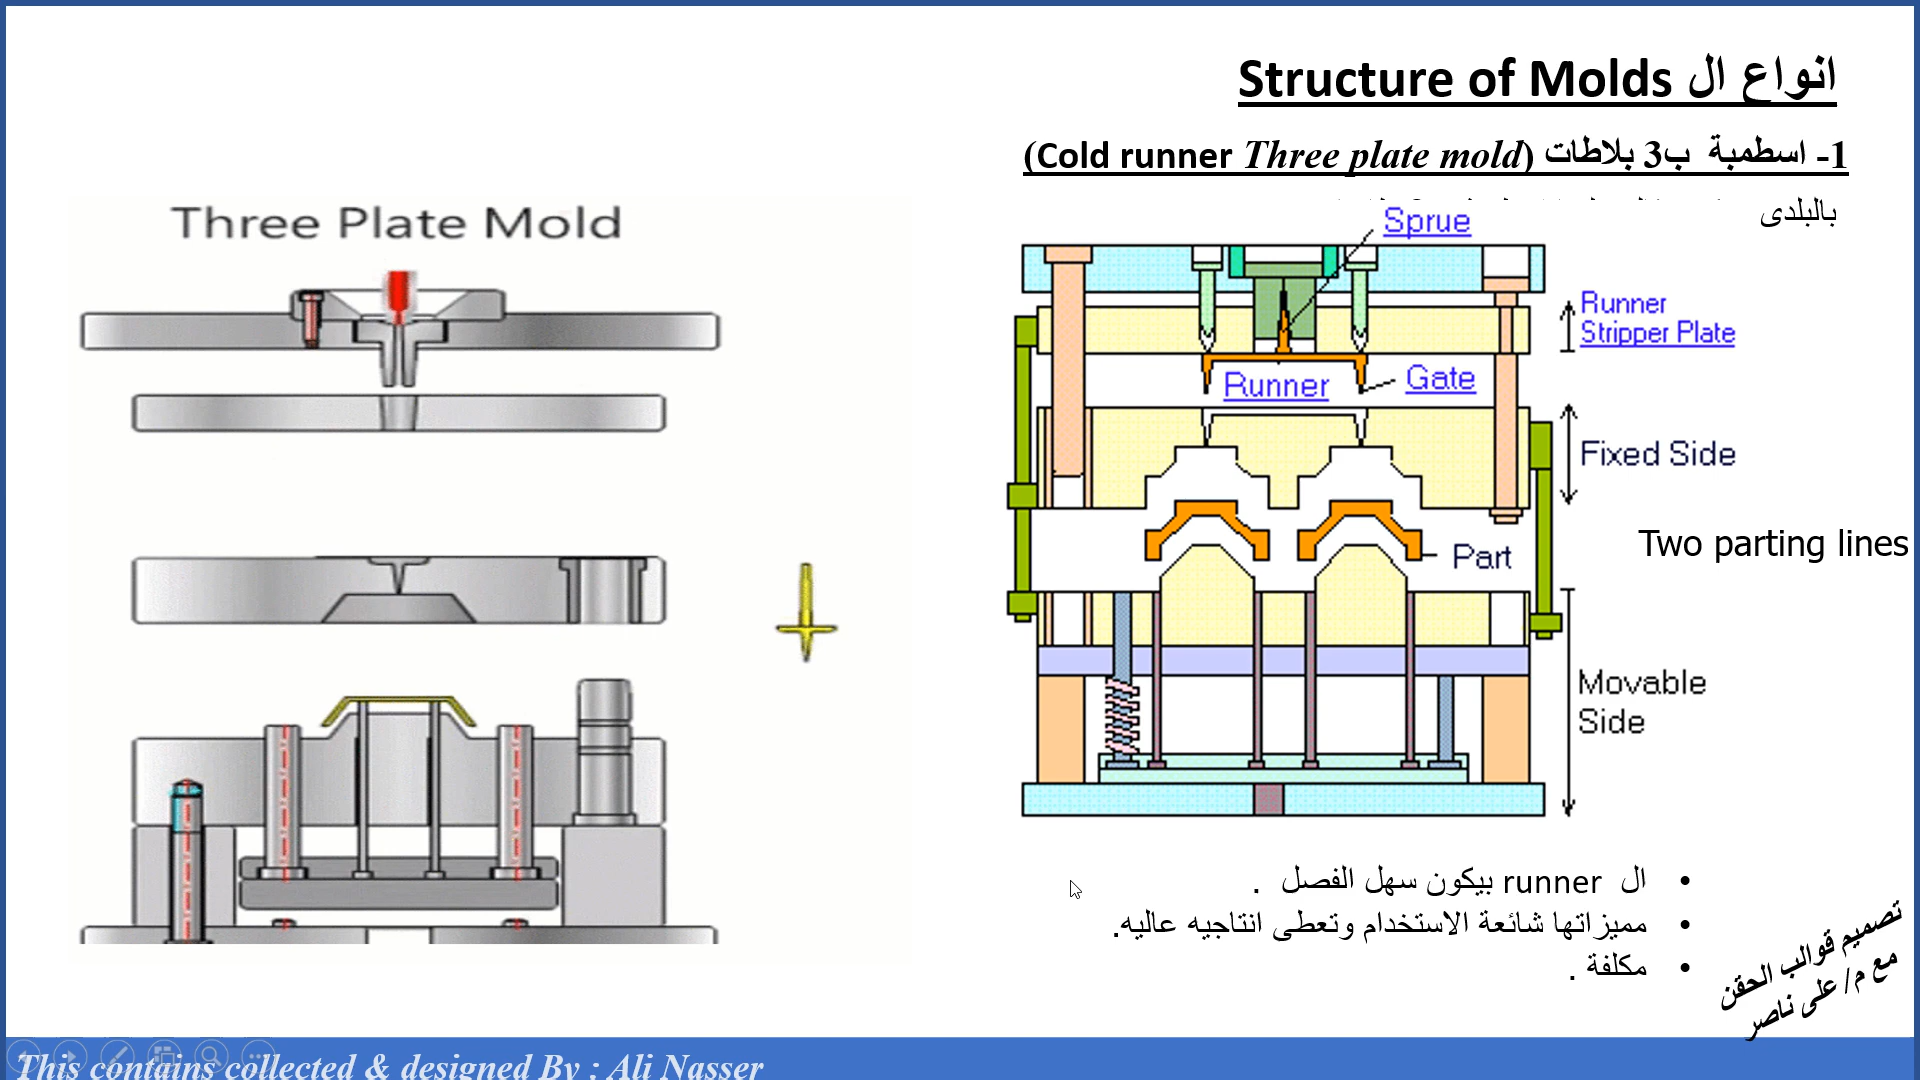 انواع ال Structure of Molds
1- اسطمبة ب3 بلاطات (Cold runner Three plate mold)
بالبلدى
Three Plate Mold
Sprue
Runner
Stripper Plate
Runner
Gate
Fixed Side
Two parting lines
Part
Movable
Side
• ال runner بيكون سهل الفصل .
• مميزاتها شائعة الاستخدام وتعطى انتاجيه عاليه.
• مكلفة .
تصميم قوالب الحقن
مع م/ على ناصر
This contains collected & designed By : Ali Nasser